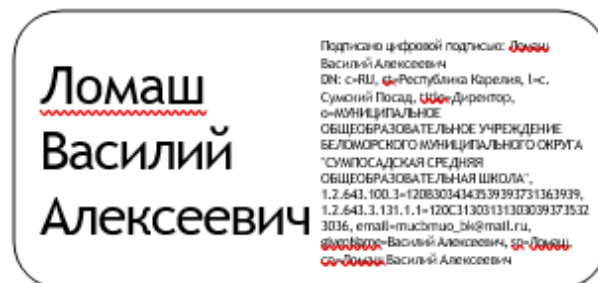 Ломаш
Василий
Алексеевич
Подписано цифровой подписью: Ломаш
Василий Алексеевич
DN: c=RU, st=Республика Карелия, l=с.
Сумский Посад, title=Директор,
o=МУНИЦИПАЛЬНОЕ
ОБЩЕОБРАЗОВАТЕЛЬНОЕ УЧРЕЖДЕНИЕ
БЕЛОМОРСКОГО МУНИЦИПАЛЬНОГО ОКРУГА
"СУМПОСАДСКАЯ СРЕДНЯЯ
ОБЩЕОБРАЗОВАТЕЛЬНАЯ ШКОЛА",
1.2.643.100.3=120B3034343539393731363939,
1.2.643.3.131.1.1=120C31303131303039373532
3036, email=mucbmuo_bk@mail.ru,
givenName=Василий Алексеевич, sn=Ломаш,
cn=Ломаш Василий Алексеевич